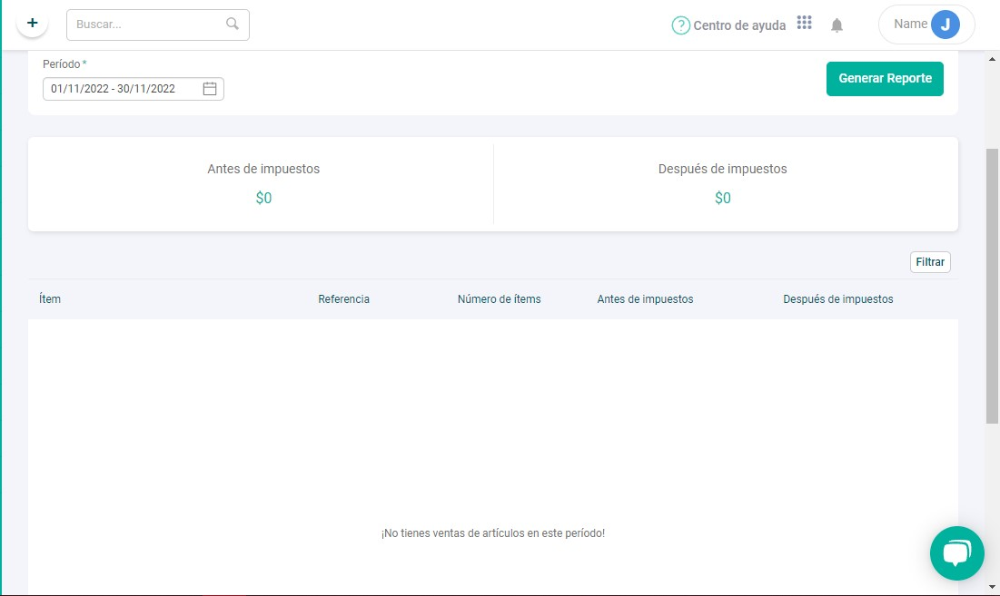 +
Buscar...
? Centro de ayuda
Name J
Período *
01/11/2022 - 30/11/2022
Generar Reporte
Antes de impuestos
Después de impuestos
$0
$0
Filtrar
Ítem Referencia Número de ítems Antes de impuestos Después de impuestos
¡No tienes ventas de artículos en este período!